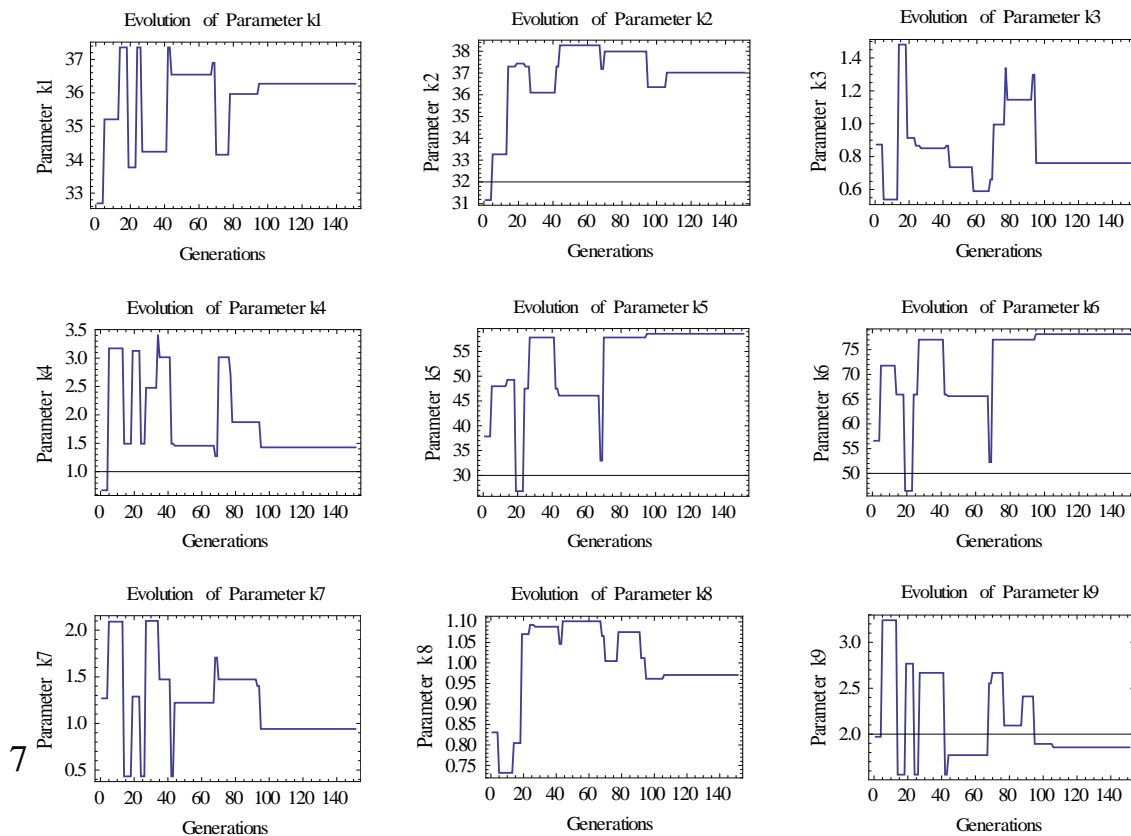 Evolution of Parameter k1
Parameter k1
37
36
35
34
33
0 20 40 60 80 100 120 140
Generations
Evolution of Parameter k2
Parameter k2
38
37
36
35
34
33
32
31
0 20 40 60 80 100 120 140
Generations
Evolution of Parameter k3
Parameter k3
1.4
1.2
1.0
0.8
0.6
0 20 40 60 80 100 120 140
Generations
Evolution of Parameter k4
Parameter k4
3.5
3.0
2.5
2.0
1.5
1.0
0 20 40 60 80 100 120 140
Generations
Evolution of Parameter k5
Parameter k5
55
50
45
40
35
30
0 20 40 60 80 100 120 140
Generations
Evolution of Parameter k6
Parameter k6
75
70
65
60
55
50
0 20 40 60 80 100 120 140
Generations
Evolution of Parameter k7
Parameter k7
2.0
1.5
1.0
0.5
0 20 40 60 80 100 120 140
Generations
Evolution of Parameter k8
Parameter k8
1.10
1.05
1.00
0.95
0.90
0.85
0.80
0.75
0 20 40 60 80 100 120 140
Generations
Evolution of Parameter k9
Parameter k9
3.0
2.5
2.0
0 20 40 60 80 100 120 140
Generations
7